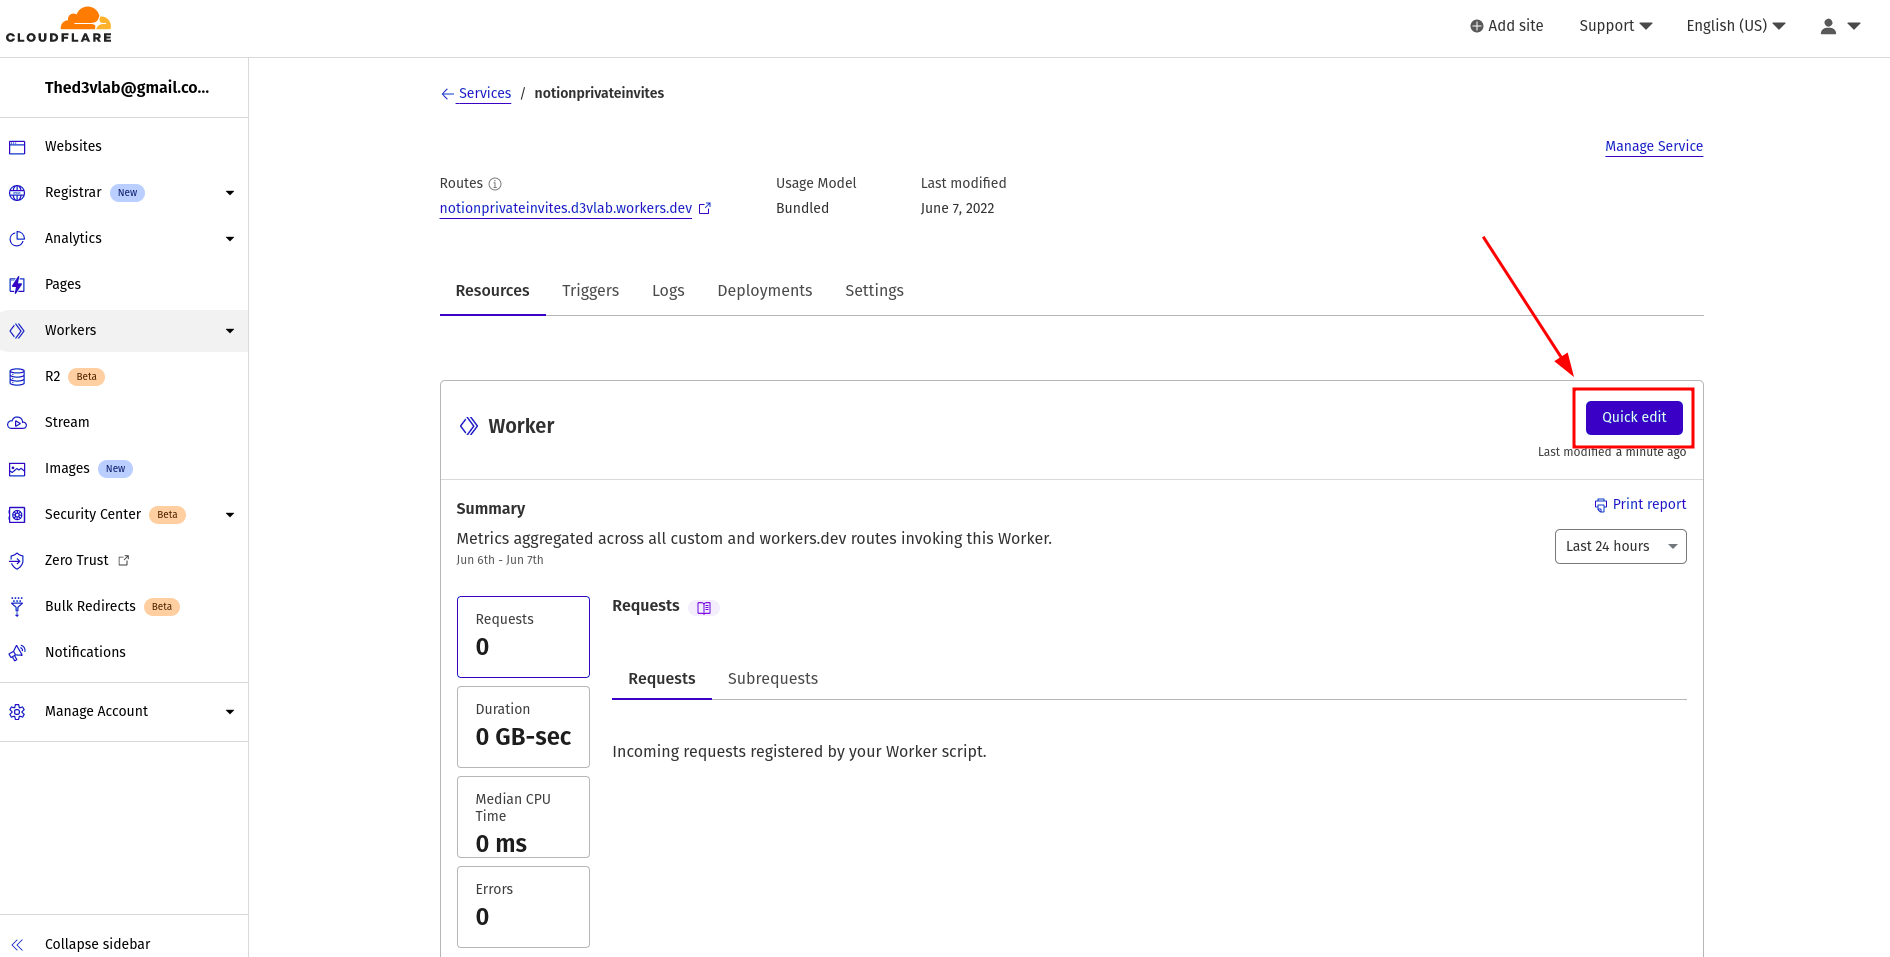 CLOUDFLARE
Add site
Support
English (US)
Thed3vlab@gmail.co...
Websites
Registrar New
Analytics
Pages
Workers
R2 Beta
Stream
Images New
Security Center Beta
Zero Trust
Bulk Redirects Beta
Notifications
Manage Account
Collapse sidebar
Services / notionprivateinvites
Manage Service
Routes
notionprivateinvites.d3vlab.workers.dev
Usage Model
Bundled
Last modified
June 7, 2022
Resources
Triggers
Logs
Deployments
Settings
Worker
Quick edit
Last modified a minute ago
Summary
Print report
Metrics aggregated across all custom and workers.dev routes invoking this Worker.
Jun 6th - Jun 7th
Last 24 hours
Requests
0
Duration
0 GB-sec
Median CPU
Time
0 ms
Errors
0
Requests
Requests
Subrequests
Incoming requests registered by your Worker script.